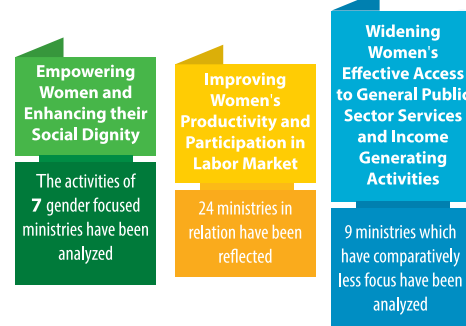 Empowering
Women and
Enhancing their
Social Dignity
The activities of
7 gender focused
ministries have been
analyzed
Improving
Women's
Productivity and
Participation in
Labor Market
24 ministries in
relation have been
reflected
Widening
Women's
Effective Access
to General Public
Sector Services
and Income
Generating
Activities
9 ministries which
have comparatively
less focus have been
analyzed